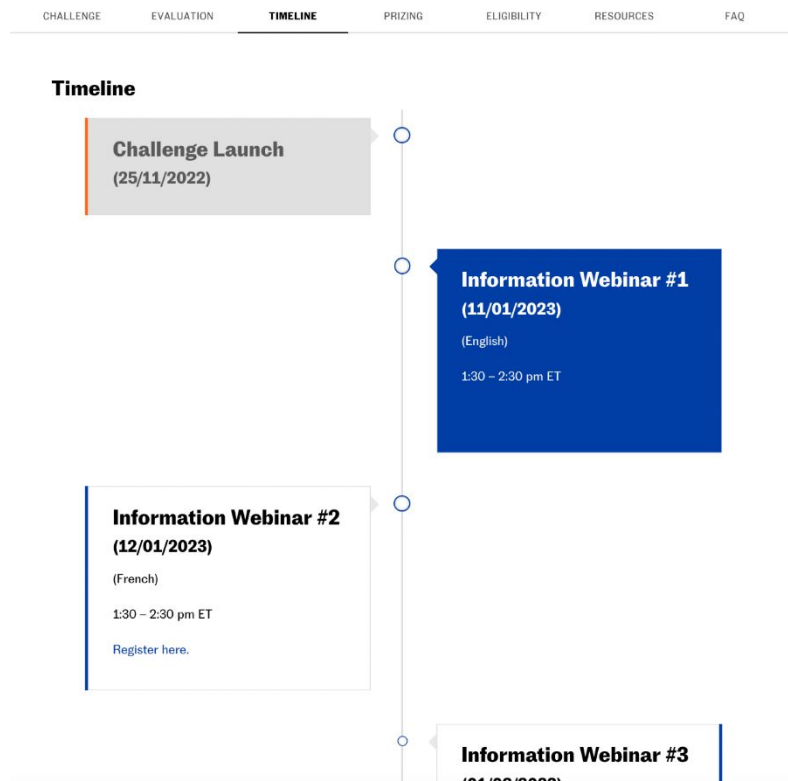 CHALLENGE EVALUATION TIMELINE PRIZING ELIGIBILITY RESOURCES FAQ
Timeline
Challenge Launch
(25/11/2022)
Information Webinar #1
(11/01/2023)
(English)
1:30 – 2:30 pm ET
Information Webinar #2
(12/01/2023)
(French)
1:30 – 2:30 pm ET
Register here.
Information Webinar #3